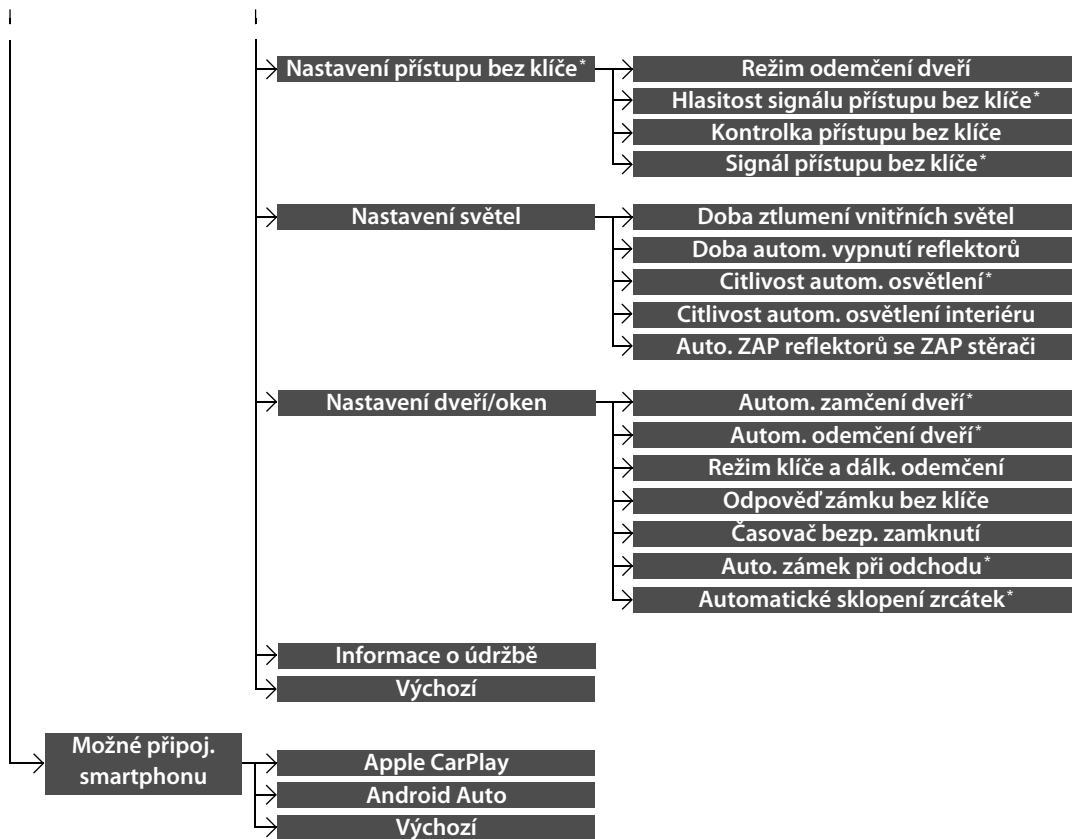 Nastavení přístupu bez klíče*
Režim odemčení dveří
Hlasitost signálu přístupu bez klíče*
Kontrolka přístupu bez klíče
Signál přístupu bez klíče*
Nastavení světel
Doba ztlumení vnitřních světel
Doba autom. vypnutí reflektorů
Citlivost autom. osvětlení*
Citlivost autom. osvětlení interiéru
Auto. ZAP reflektorů se ZAP stěrači
Nastavení dveří/oken
Autom. zamčení dveří*
Autom. odemčení dveří*
Režim klíče a dálk. odemčení
Odpověď zámku bez klíče
Časovač bezp. zamknutí
Auto. zámek při odchodu*
Automatické sklopení zrcátek*
Informace o údržbě
Výchozí
Možné připoj.
smartphonu
Apple CarPlay
Android Auto
Výchozí